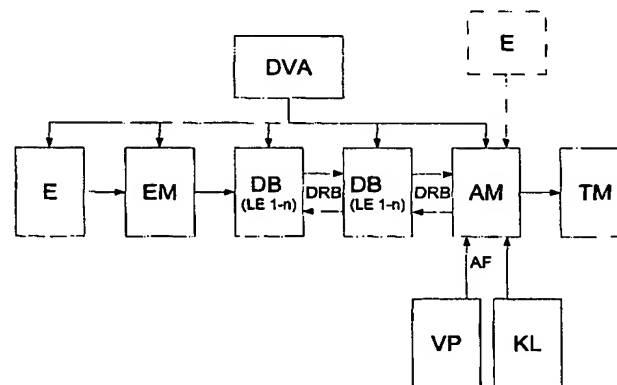 E
DVA
E
EM
DB
(LE 1-n)
DRB
DB
(LE 1-n)
DRB
AM
TM
AF
VP
KL